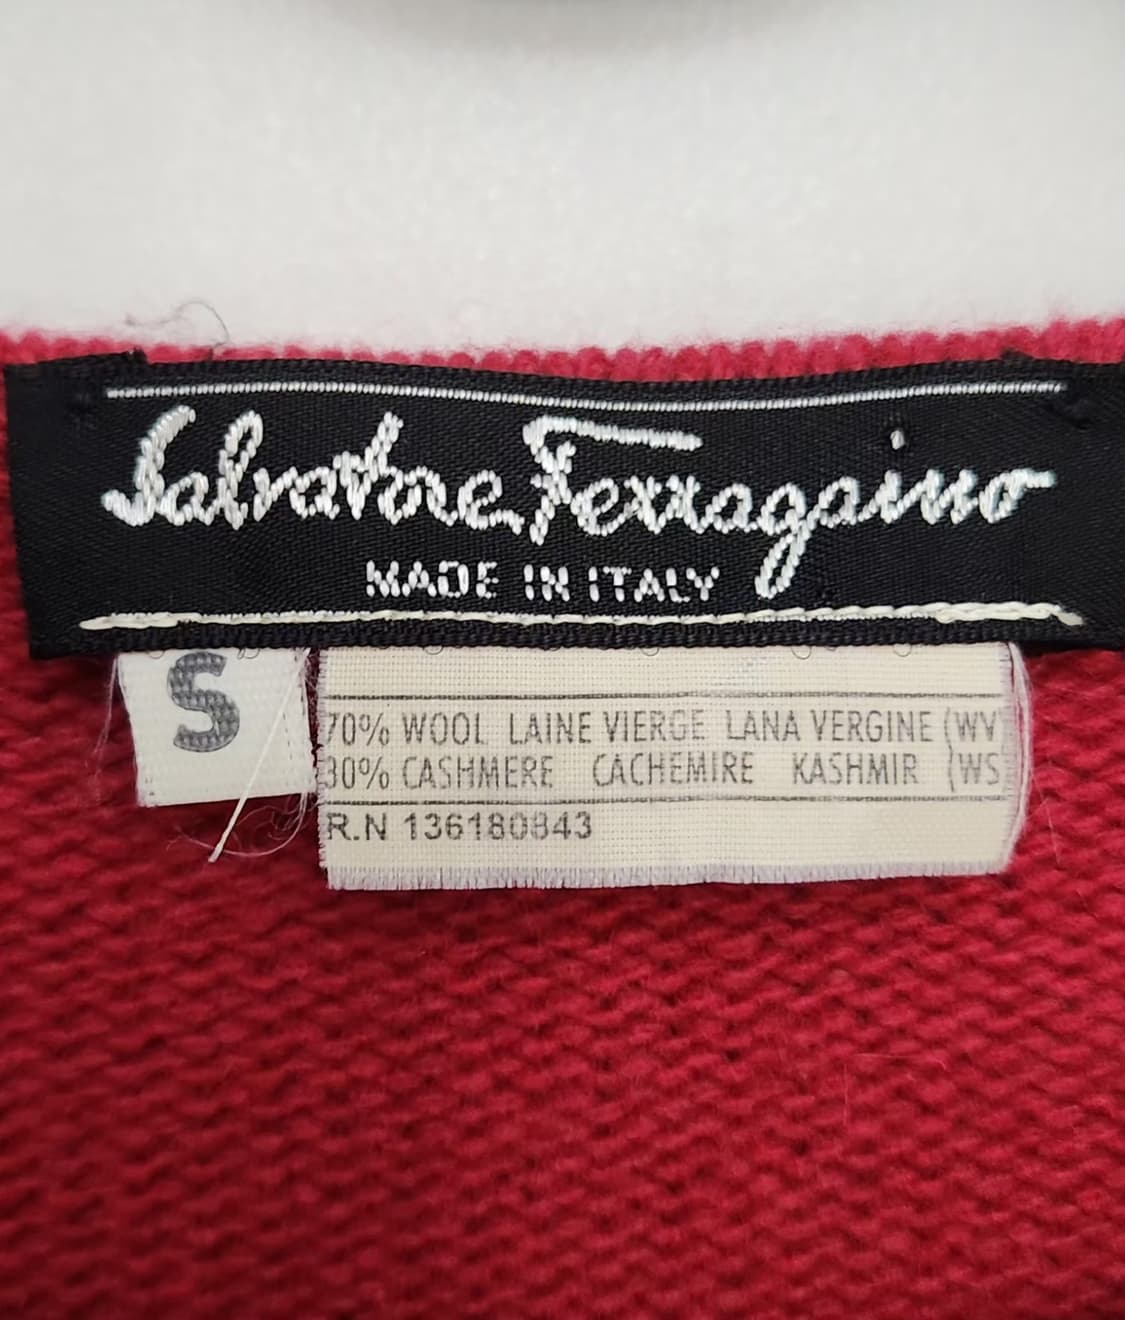 Salvatore Ferragamo
MADE IN ITALY
S
70% WOOL LAINE VIERGE LANA VERGINE (WV
30% CASHMERE CACHEMIRE KASHMIR (WS
R.N 136180843